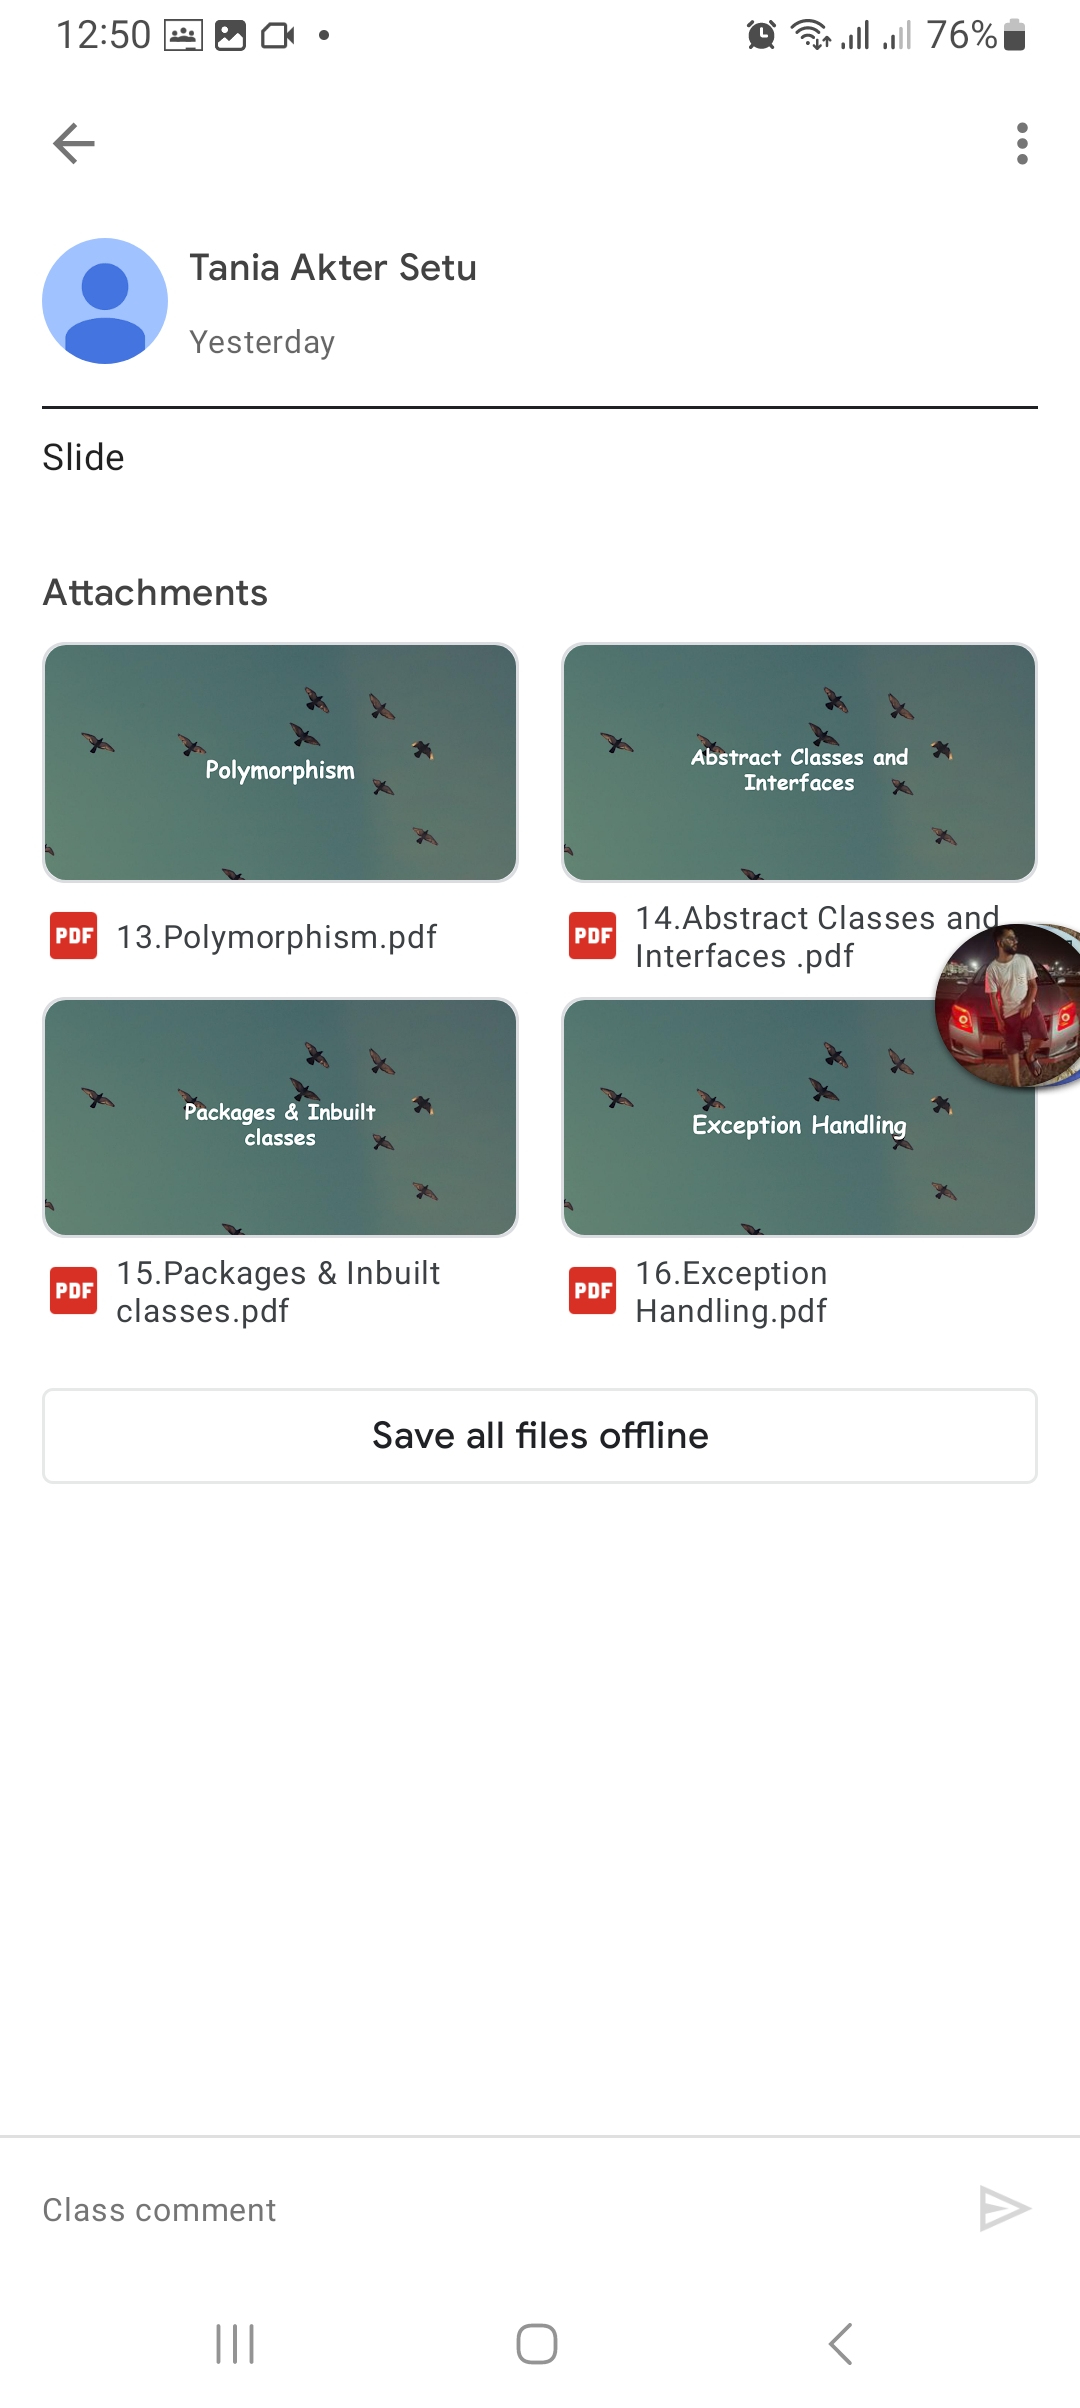 12:50
76%
Tania Akter Setu
Yesterday
Slide
Attachments
Polymorphism
Abstract Classes and
Interfaces
PDF
13.Polymorphism.pdf
PDF
14.Abstract Classes and
Interfaces .pdf
Packages & Inbuilt
classes
Exception Handling
PDF
15.Packages & Inbuilt
classes.pdf
PDF
16.Exception
Handling.pdf
Save all files offline
Class comment